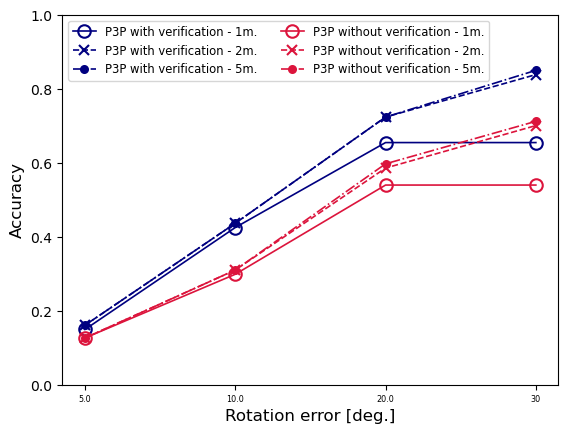 P3P with verification - 1m.
P3P with verification - 2m.
P3P with verification - 5m.
P3P without verification - 1m.
P3P without verification - 2m.
P3P without verification - 5m.
1.0
0.8
0.6
0.4
0.2
0.0
Accuracy
5.0 10.0 20.0 30
Rotation error [deg.]